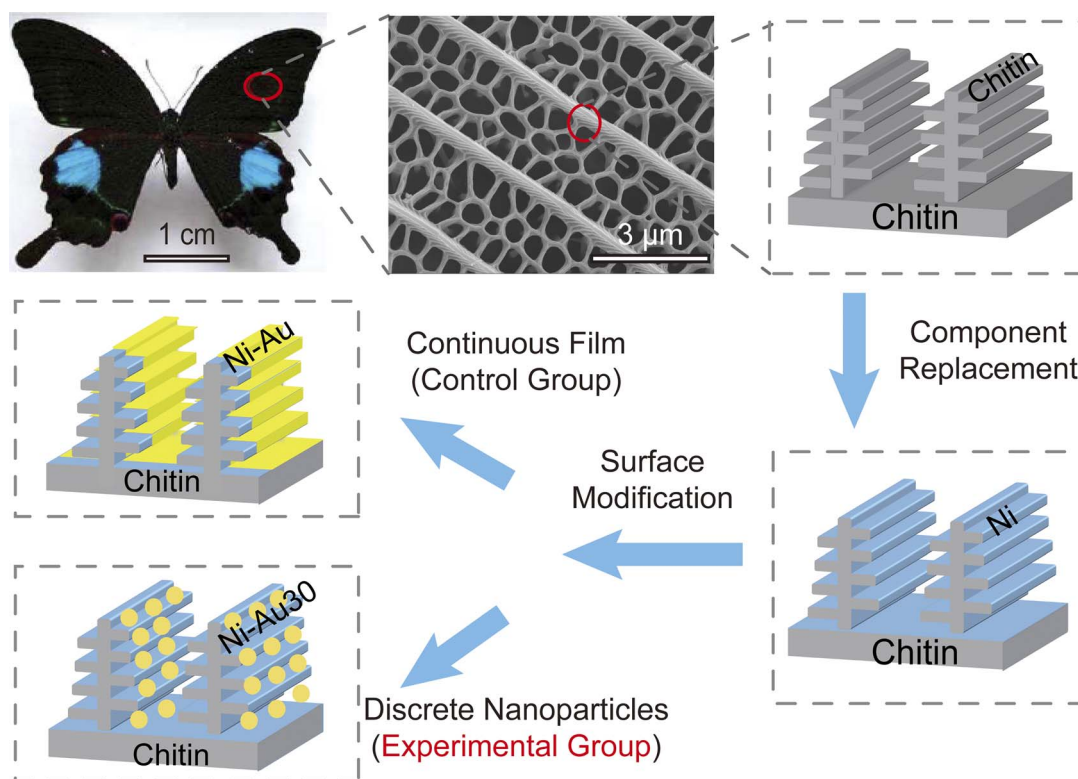 1 cm
3 μm
Chitin
Chitin
Component
Replacement
Ni-Au
Chitin
Continuous Film
(Control Group)
Surface
Modification
Ni
Chitin
Ni-Au30
Chitin
Discrete Nanoparticles
(Experimental Group)